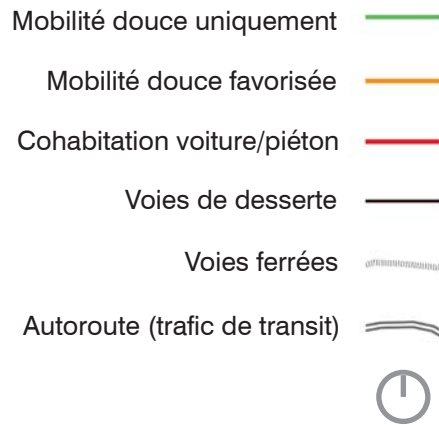 Mobilité douce uniquement
Mobilité douce favorisée
Cohabitation voiture/piéton
Voies de desserte
Voies ferrées
Autoroute (trafic de transit)